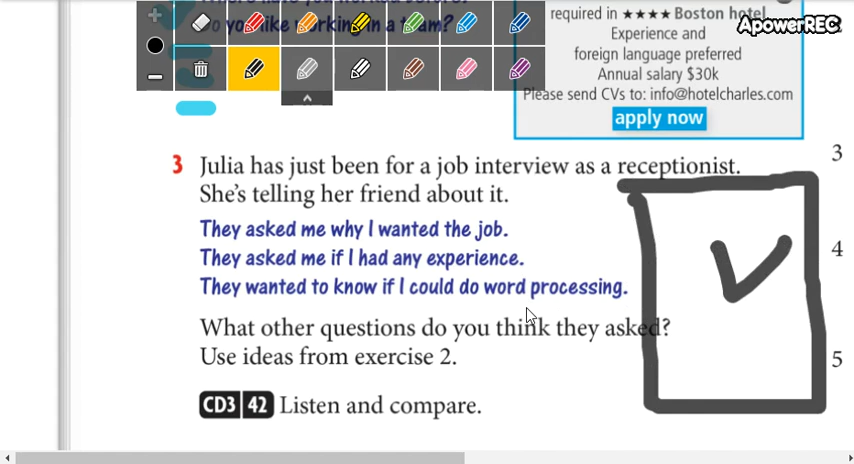 you like working in a team?
required in ★★★★ Boston hotel
ApowerREC
Experience and
foreign language preferred
Annual salary $30k
Please send CVs to: info@hotelcharles.com
apply now
3 Julia has just been for a job interview as a receptionist.
She's telling her friend about it.
They asked me why I wanted the job.
They asked me if I had any experience.
They wanted to know if I could do word processing.
What other questions do you think they asked?
Use ideas from exercise 2.
CD3 42 Listen and compare.
3
4
5